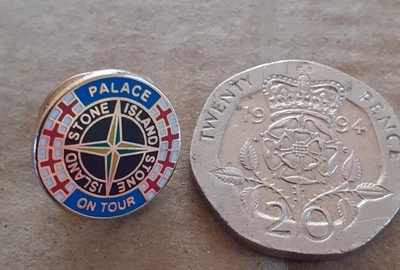 PALACE
STONE ISLAND
STONE ISLAND
ON TOUR
TWENTY PENCE
1994
20